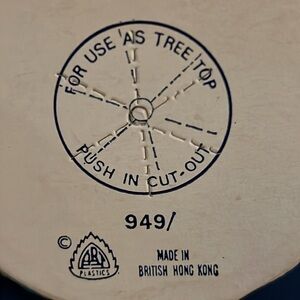 FOR USE AS TREE TOP
PUSH IN CUT-OUT
949/
©
PLASTICS
MADE IN
BRITISH HONG KONG